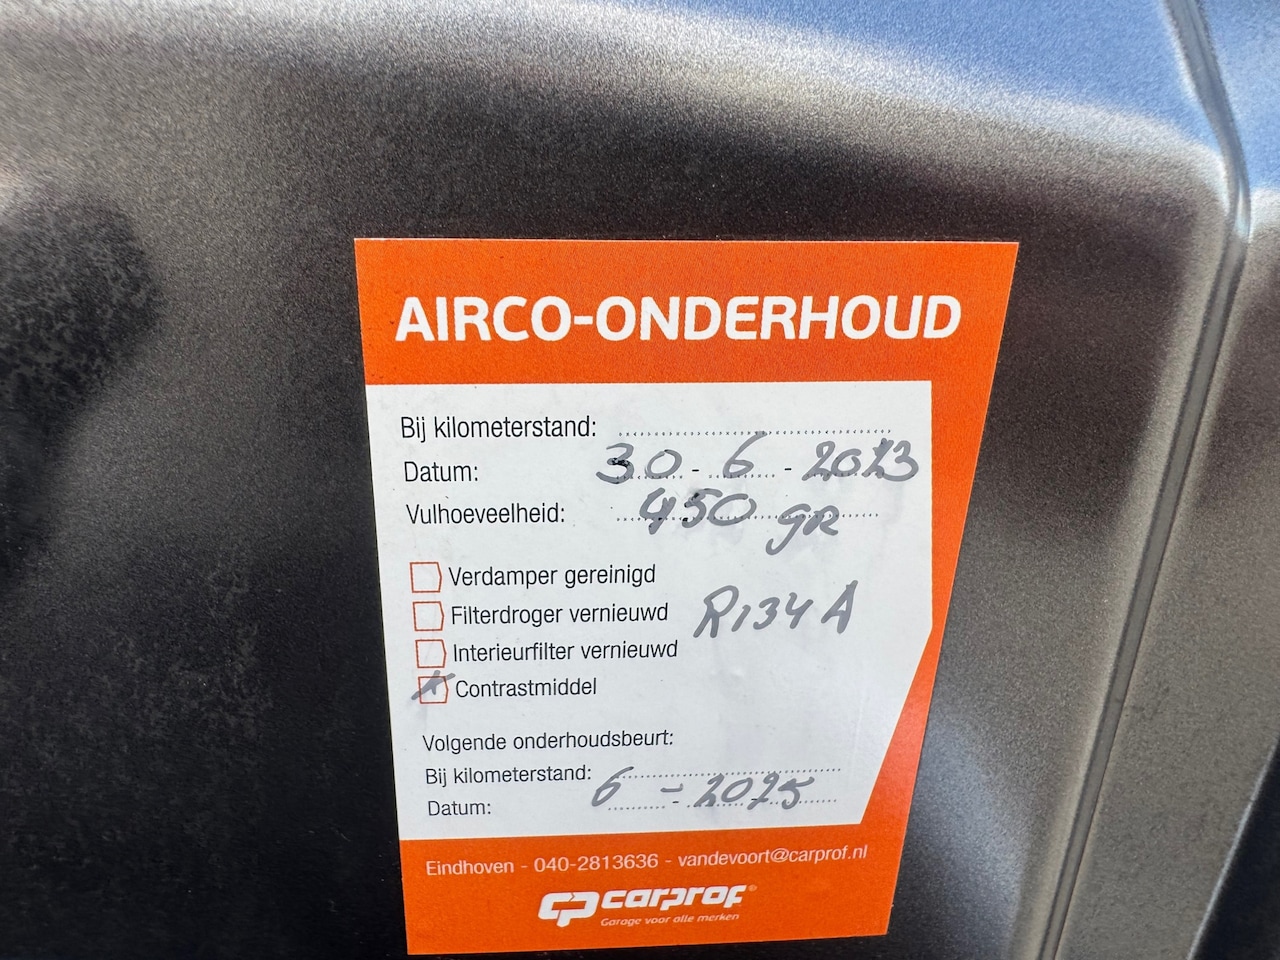 AIRCO-ONDERHOUD
Bij kilometerstand:
Datum: 30-6-2023
Vulhoeveelheid: 450 gR
Verdamper gereinigd
Filterdroger vernieuwd R134A
Interieurfilter vernieuwd
x Contrastmiddel
Volgende onderhoudsbeurt:
Bij kilometerstand:
Datum: 6-2025
Eindhoven - 040-2813636 - vandevoort@carprof.nl
CP carprof®
Garage voor alle merken